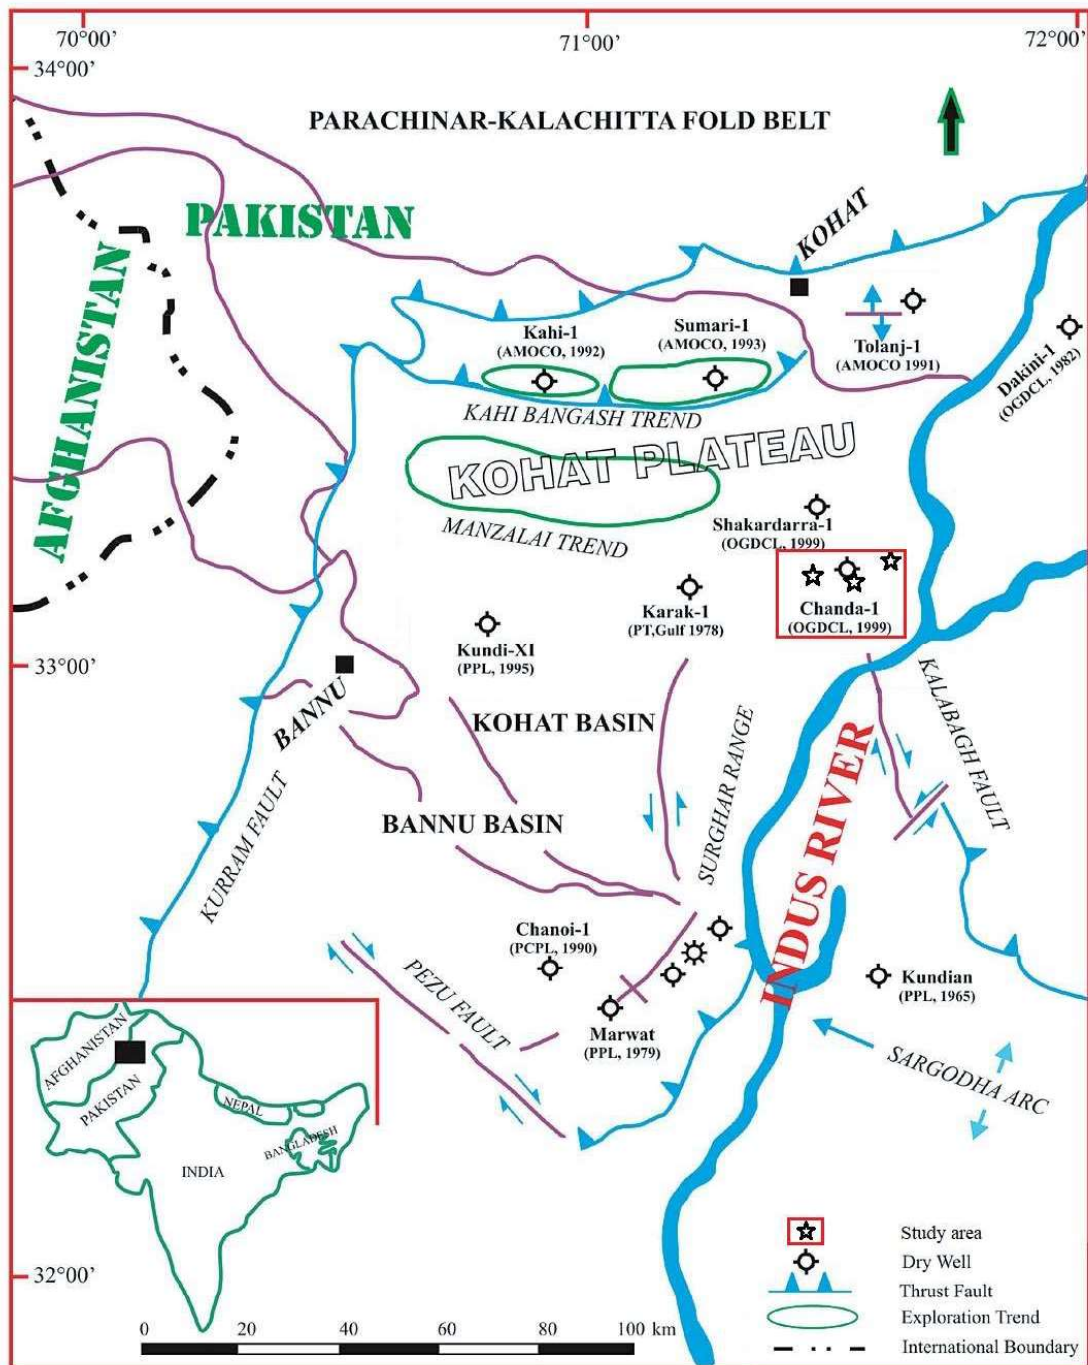 70°00'
71°00'
72°00'
34°00'
PARACHINAR-KALACHITTA FOLD BELT
PAKISTAN
AFGHANISTAN
KOHAT
Kahi-1
(AMOCO, 1992)
Sumari-1
(AMOCO, 1993)
Tolanj-1
(AMOCO 1991)
Dakini-1
(OGDCL, 1982)
KAHI BANGASH TREND
KOHAT PLATEAU
MANZALAI TREND
Shakardarra-1
(OGDCL, 1999)
Karak-1
(PT,Gulf 1978)
Chanda-1
(OGDCL, 1999)
Kundi-XI
(PPL, 1995)
33°00'
BANNU
KOHAT BASIN
BANNU BASIN
KURRAM FAULT
SURGHAR RANGE
INDUS RIVER
KALABAGH FAULT
Chanoi-1
(PCPL, 1990)
PEZU FAULT
Marwat
(PPL, 1979)
Kundian
(PPL, 1965)
SARGODHA ARC
AFGHANISTAN
PAKISTAN
NEPAL
BANGLADESH
INDIA
32°00'
Study area
Dry Well
Thrust Fault
Exploration Trend
International Boundary
0 20 40 60 80 100 km